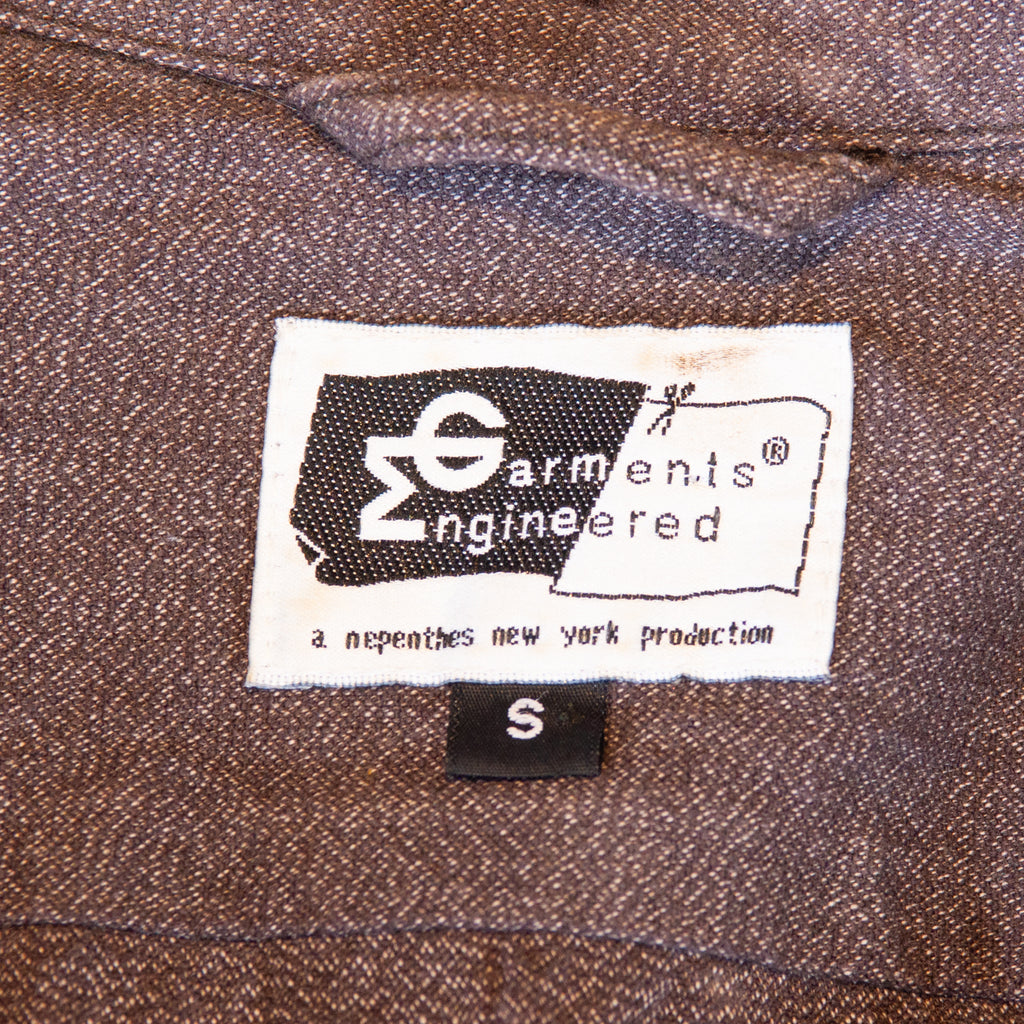 Garments®
Engineered
a nepenthes new york production
S